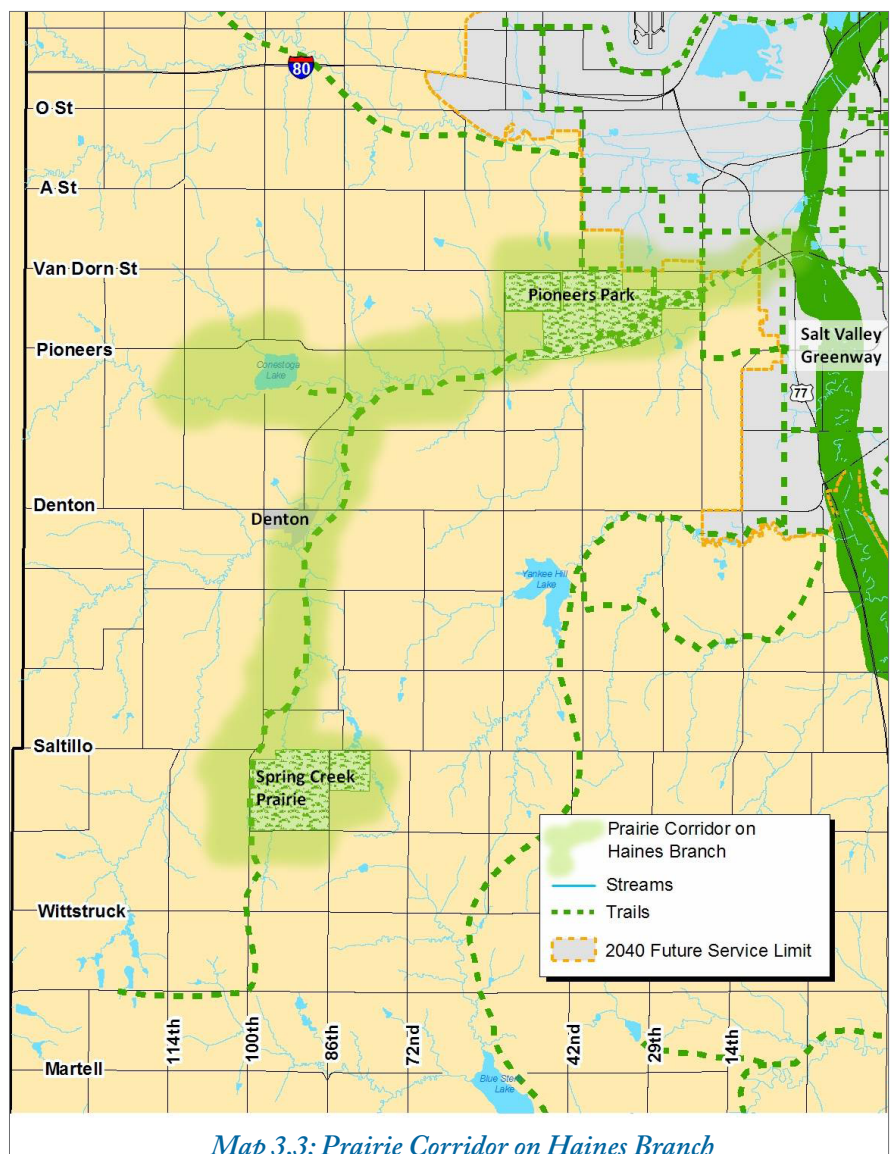 80
O St
A St
Van Dorn St
Pioneers Park
Salt Valley
Greenway
Pioneers
Conestoga
Lake
77
Denton
Denton
Yankee Hill
Lake
Saltillo
Spring Creek
Prairie
Prairie Corridor on
Haines Branch
Streams
Trails
2040 Future Service Limit
Wittstruck
114th
100th
86th
72nd
42nd
29th
14th
Martell
Blue Stem
Lake
Map 3.3: Prairie Corridor on Haines Branch